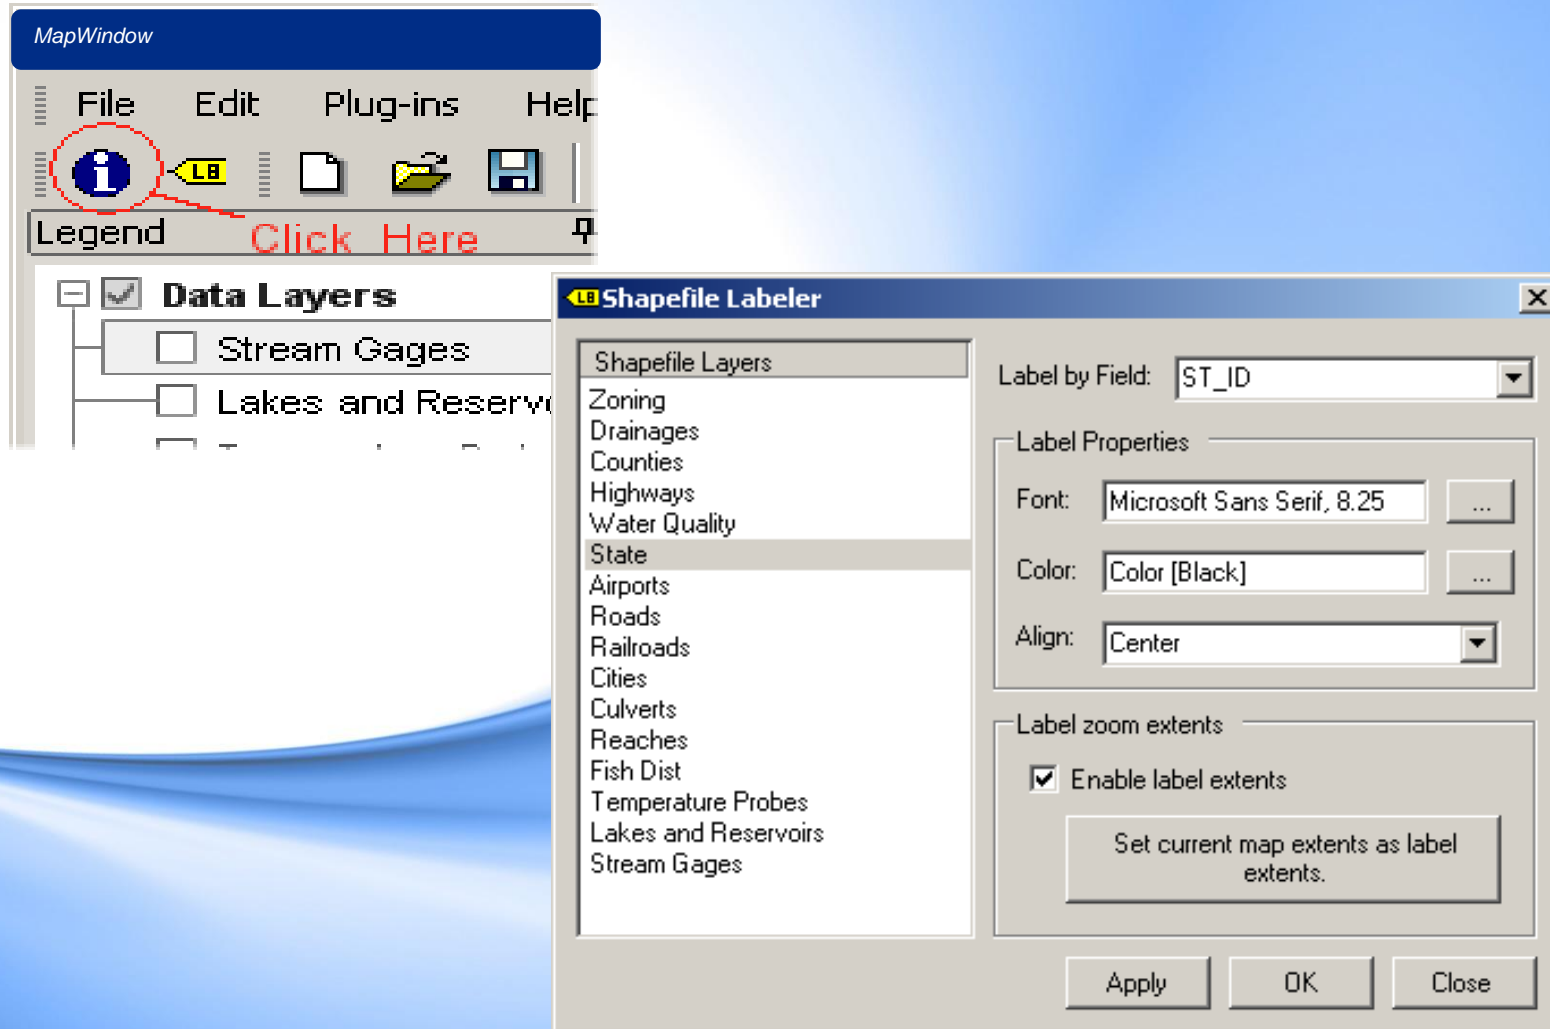 MapWindow
File Edit Plug-ins Help
LB
Legend
Click Here
Data Layers
Stream Gages
Lakes and Reserv
LB Shapefile Labeler
Shapefile Layers
Zoning
Drainages
Counties
Highways
Water Quality
State
Airports
Roads
Railroads
Cities
Culverts
Reaches
Fish Dist
Temperature Probes
Lakes and Reservoirs
Stream Gages
Label by Field: ST_ID
Label Properties
Font: Microsoft Sans Serif, 8.25 ...
Color: Color [Black] ...
Align: Center
Label zoom extents
Enable label extents
Set current map extents as label
extents.
Apply OK Close